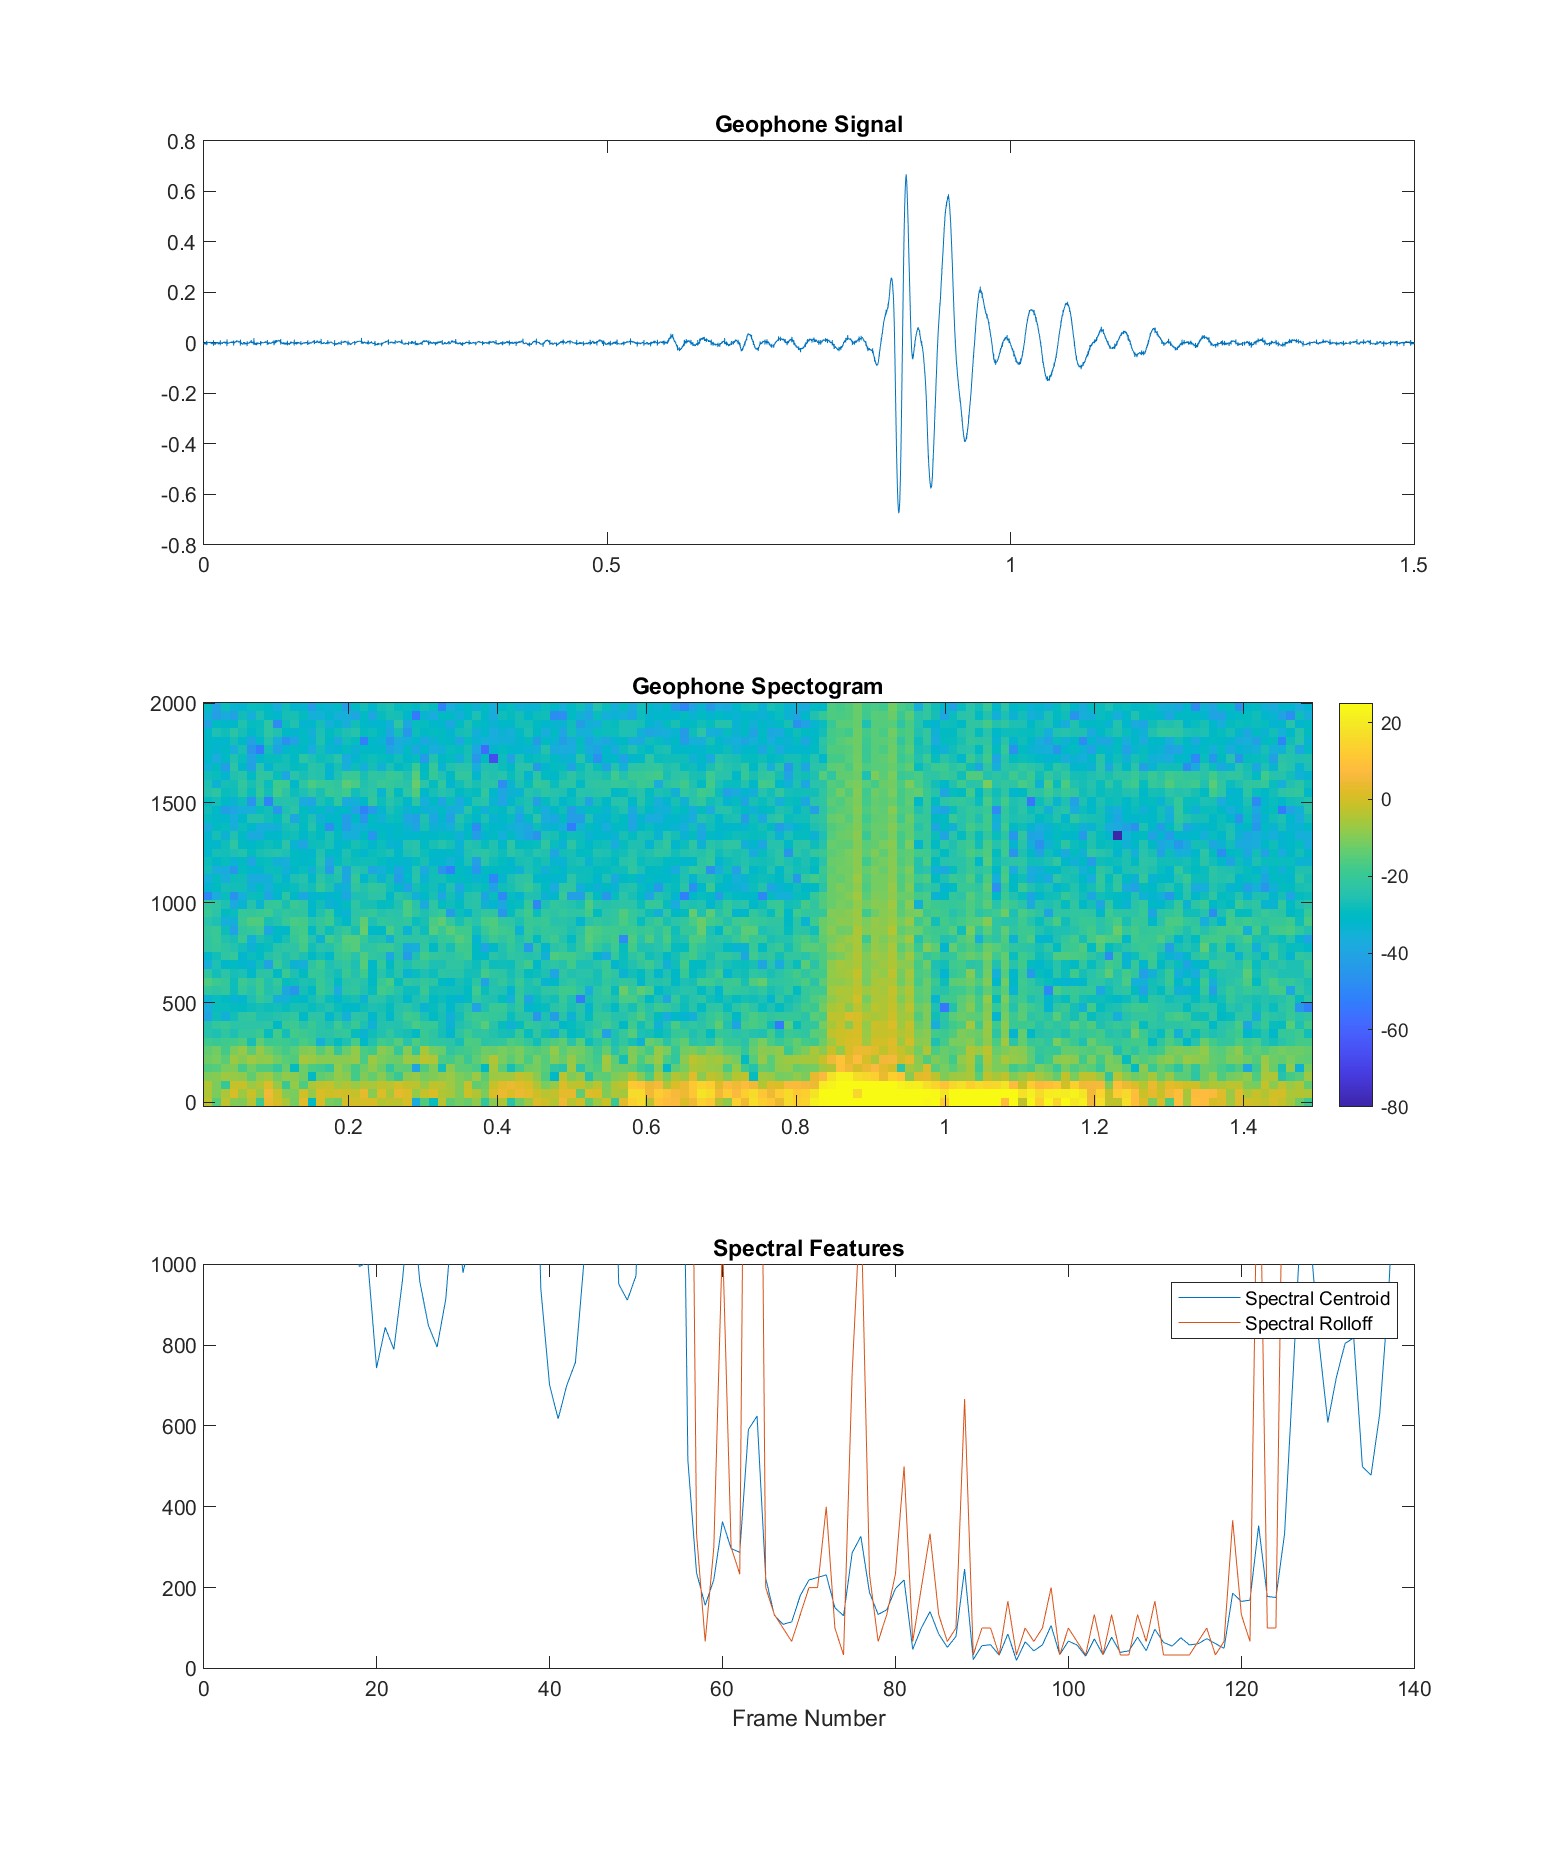 Geophone Signal
0.8
0.6
0.4
0.2
0
-0.2
-0.4
-0.6
-0.8
0 0.5 1 1.5
Geophone Spectogram
2000
1500
1000
500
0
0.2 0.4 0.6 0.8 1 1.2 1.4
20
0
-20
-40
-60
-80
Spectral Features
1000
800
600
400
200
0
Spectral Centroid
Spectral Rolloff
0 20 40 60 80 100 120 140
Frame Number